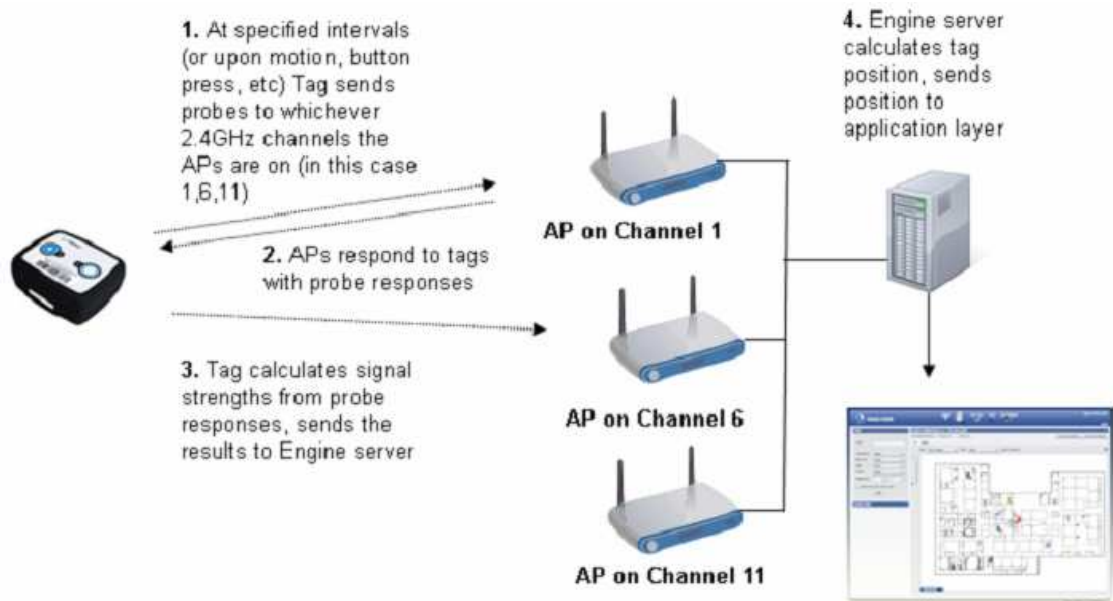 1. At specified intervals
(or upon motion, button
press, etc) Tag sends
probes to whichever
2.4GHz channels the
APs are on (in this case
1,6,11)
2. APs respond to tags
with probe responses
3. Tag calculates signal
strengths from probe
responses, sends the
results to Engine server
AP on Channel 1
AP on Channel 6
AP on Channel 11
4. Engine server
calculates tag
position, sends
position to
application layer